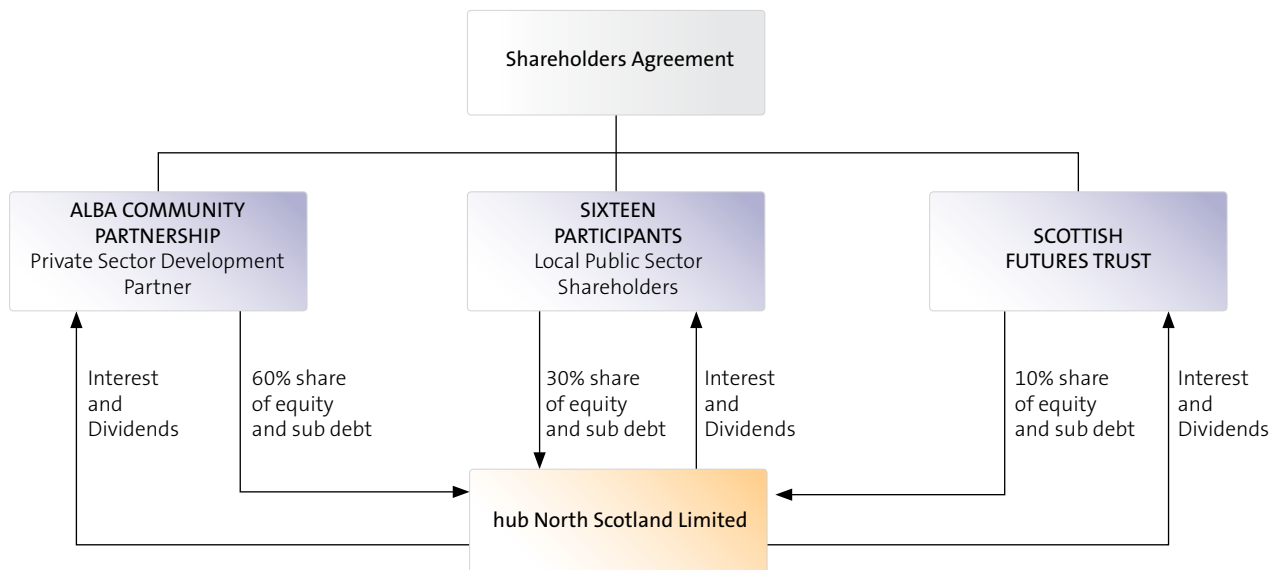 Shareholders Agreement
ALBA COMMUNITY
PARTNERSHIP
Private Sector Development
Partner
SIXTEEN
PARTICIPANTS
Local Public Sector
Shareholders
SCOTTISH
FUTURES TRUST
Interest
and
Dividends
60% share
of equity
and sub debt
30% share
of equity
and sub debt
Interest
and
Dividends
10% share
of equity
and sub debt
Interest
and
Dividends
hub North Scotland Limited